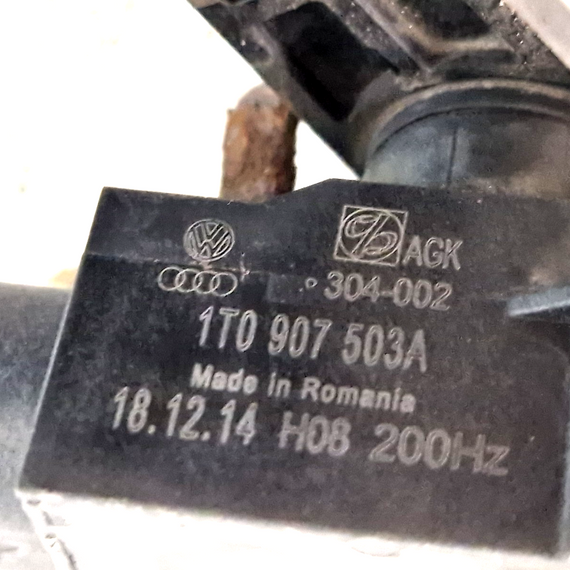 AGK
304-002
1T0 907 503A
Made in Romania
18.12.14 H08 200Hz